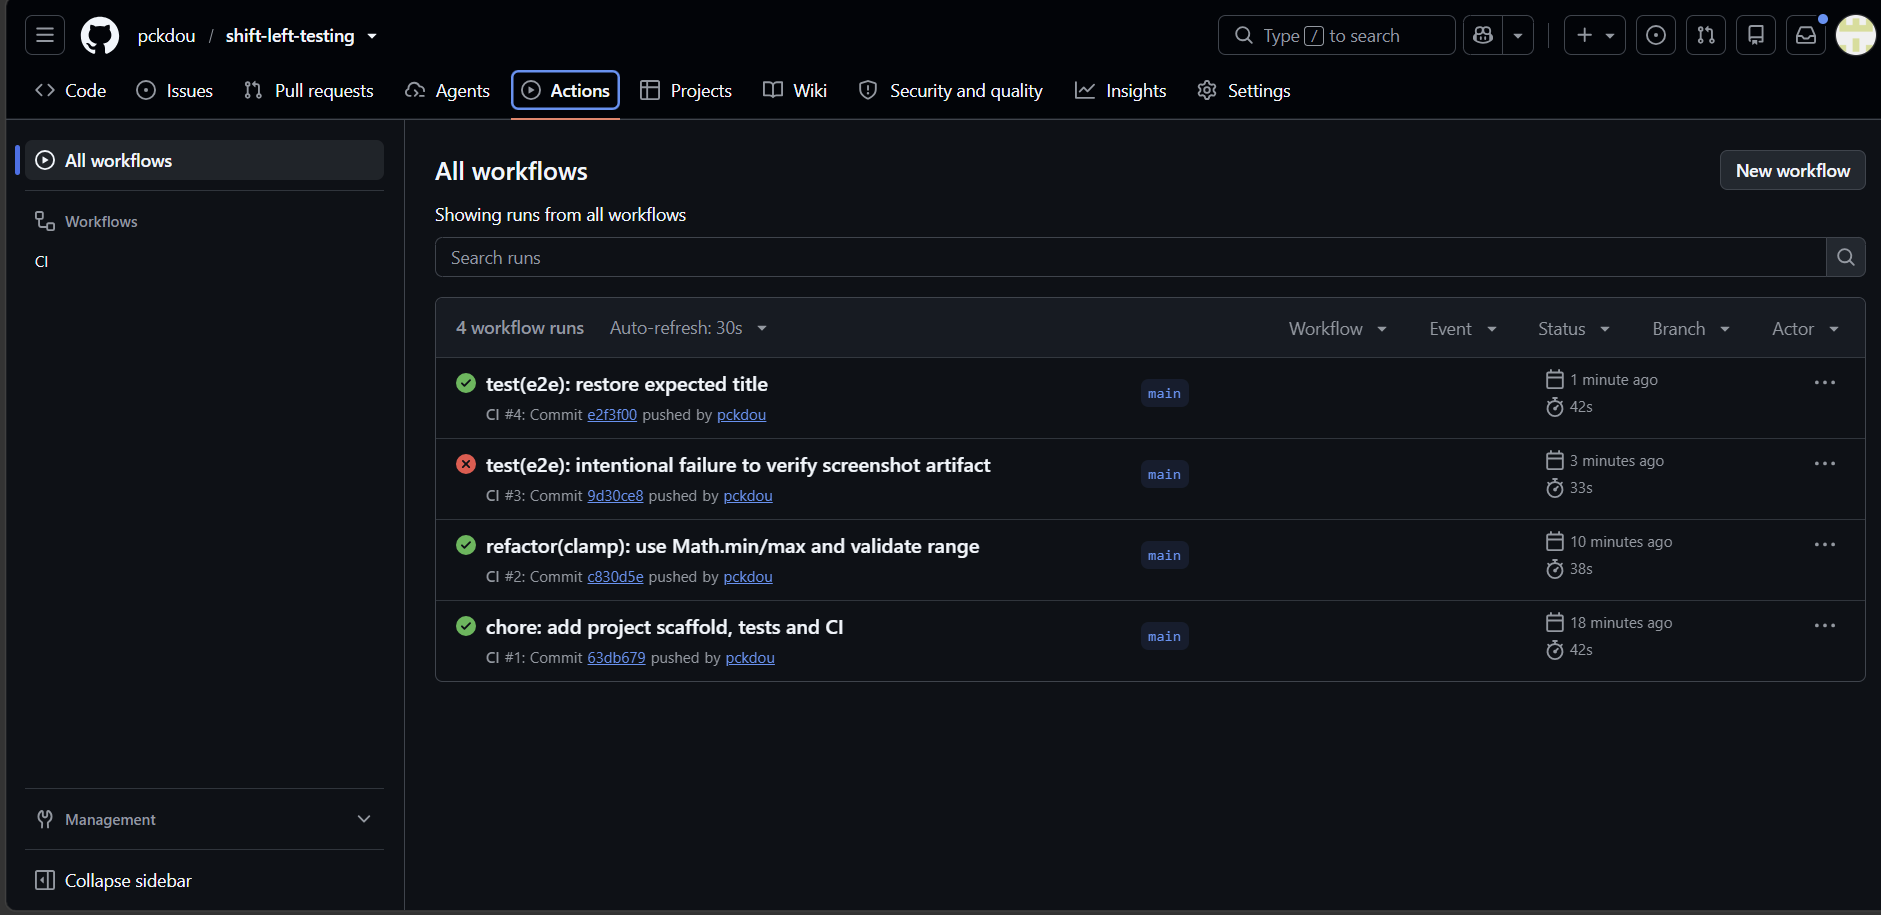 pckdou / shift-left-testing
Type / to search
Code
Issues
Pull requests
Agents
Actions
Projects
Wiki
Security and quality
Insights
Settings
All workflows
Workflows
CI
Management
Collapse sidebar
All workflows
New workflow
Showing runs from all workflows
Search runs
4 workflow runs
Auto-refresh: 30s
Workflow
Event
Status
Branch
Actor
test(e2e): restore expected title
CI #4: Commit e2f3f00 pushed by pckdou
main
1 minute ago
42s
test(e2e): intentional failure to verify screenshot artifact
CI #3: Commit 9d30ce8 pushed by pckdou
main
3 minutes ago
33s
refactor(clamp): use Math.min/max and validate range
CI #2: Commit c830d5e pushed by pckdou
main
10 minutes ago
38s
chore: add project scaffold, tests and CI
CI #1: Commit 63db679 pushed by pckdou
main
18 minutes ago
42s